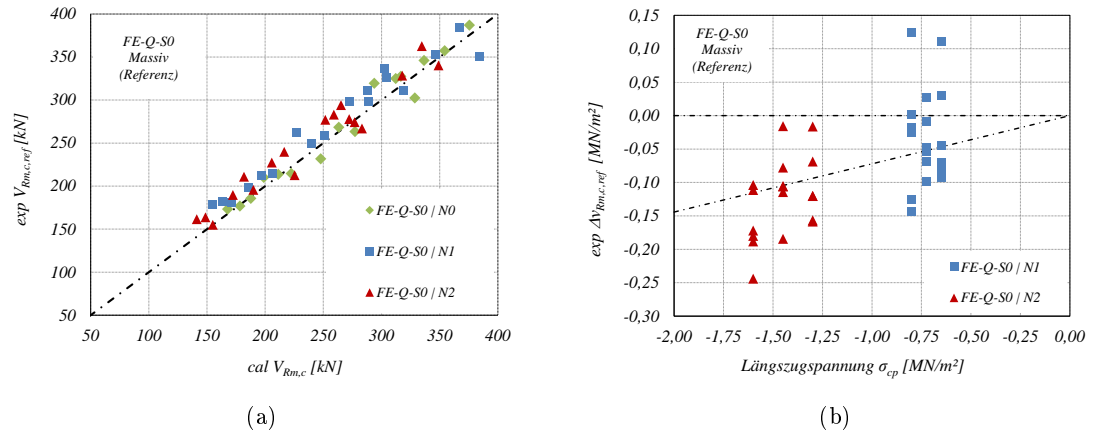 400
350
300
250
200
150
100
50
50
100
150
200
250
300
350
400
exp V_Rm,c,ref [kN]
cal V_Rm,c [kN]
FE-Q-S0
Massiv
(Referenz)
FE-Q-S0 / N0
FE-Q-S0 / N1
FE-Q-S0 / N2
(a)
0,15
0,10
0,05
0,00
-0,05
-0,10
-0,15
-0,20
-0,25
-0,30
-2,00
-1,75
-1,50
-1,25
-1,00
-0,75
-0,50
-0,25
0,00
exp Δv_Rm,c,ref [MN/m²]
Längszugspannung σ_cp [MN/m²]
FE-Q-S0
Massiv
(Referenz)
FE-Q-S0 / N1
FE-Q-S0 / N2
(b)